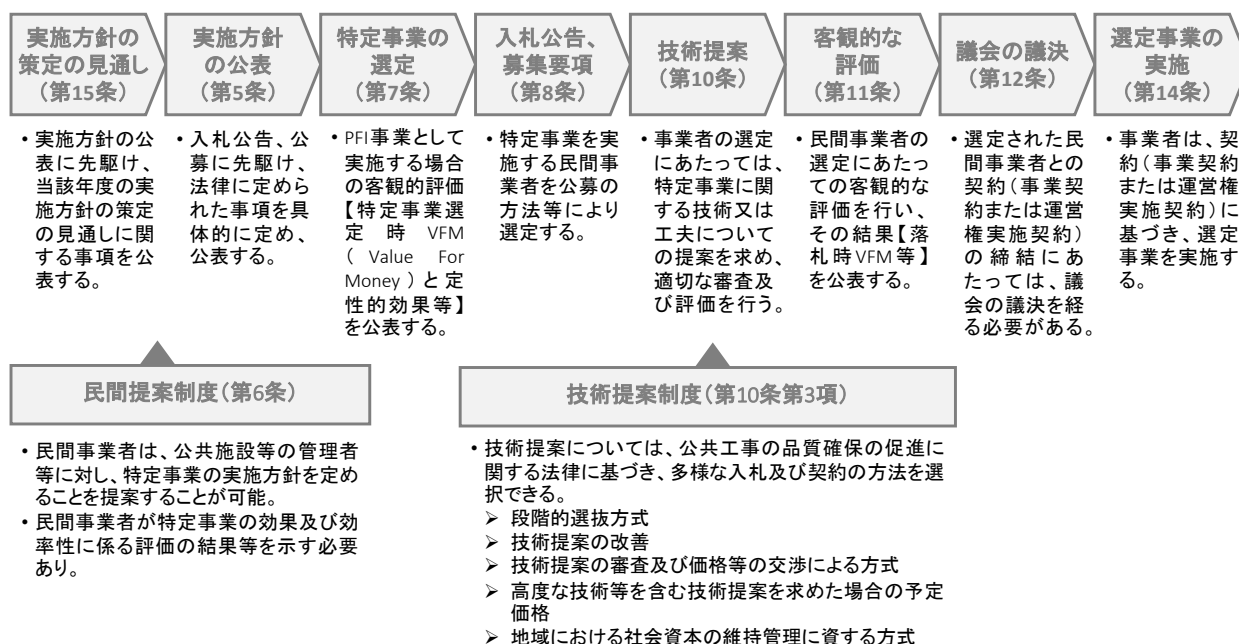 実施方針の
策定の見通し
（第15条）
実施方針
の公表
（第5条）
特定事業の
選定
（第7条）
入札公告、
募集要項
（第8条）
技術提案
（第10条）
客観的な
評価
（第11条）
議会の議決
（第12条）
選定事業の
実施
（第14条）
• 実施方針の公
表に先駆け、
当該年度の実
施方針の策定
の見通しに関
する事項を公
表する。
• 入札公告、公
募に先駆け、
法律に定めら
れた事項を具
体的に定め、
公表する。
• PFI事業として
実施する場合
の客観的評価
【特定事業選
定時VFM
（Value For
Money）と定
性的効果等】
を公表する。
• 特定事業を実
施する民間事
業者を公募の
方法等により
選定する。
• 事業者の選定
にあたっては、
特定事業に関
する技術又は
工夫について
の提案を求め、
適切な審査及
び評価を行う。
• 民間事業者の
選定にあたっ
ての客観的な
評価を行い、
その結果【落
札時VFM等】
を公表する。
• 選定された民
間事業者との
契約（事業契
約または運営
権実施契約）
の締結にあ
たっては、議
会の議決を経
る必要がある。
• 事業者は、契
約（事業契約
または運営権
実施契約）に
基づき、選定
事業を実施す
る。
民間提案制度（第6条）
• 民間事業者は、公共施設等の管理者
等に対し、特定事業の実施方針を定め
ることを提案することが可能。
• 民間事業者が特定事業の効果及び効
率性に係る評価の結果等を示す必要
あり。
技術提案制度（第10条第3項）
• 技術提案については、公共工事の品質確保の促進に
関する法律に基づき、多様な入札及び契約の方法を選
択できる。
➢ 段階的選抜方式
➢ 技術提案の改善
➢ 技術提案の審査及び価格等の交渉による方式
➢ 高度な技術等を含む技術提案を求めた場合の予定
価格
➢ 地域における社会資本の維持管理に資する方式